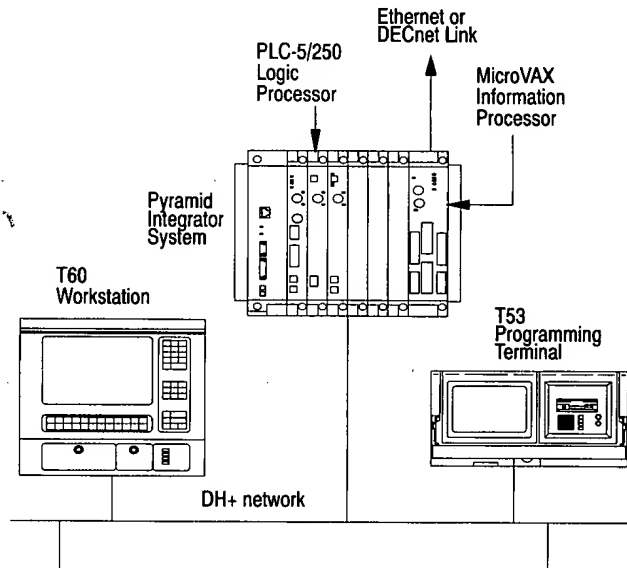 Ethernet or
DECnet Link
PLC-5/250
Logic
Processor
MicroVAX
Information
Processor
Pyramid
Integrator
System
T60
Workstation
T53
Programming
Terminal
DH+ network